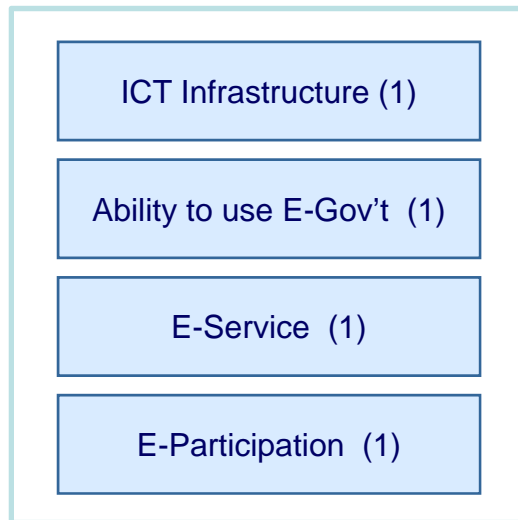 ICT Infrastructure (1)
Ability to use E-Gov’t (1)
E-Service (1)
E-Participation (1)